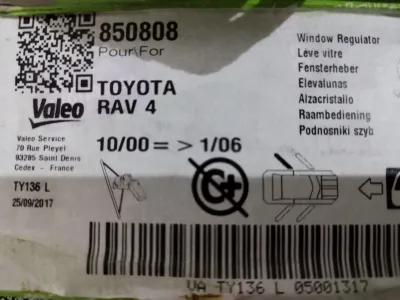 850808
Pour\For
Valeo
TOYOTA
RAV 4
Window Regulator
Lève vitre
Fensterheber
Elevalunas
Alzacristallo
Raambediening
Podnosniki szyb
Valeo Service
70 Rue Pleyel
93285 Saint Denis
Cedex - France
10/00 = > 1/06
TY136 L
25/09/2017
C+
VA TY136 L 05001317